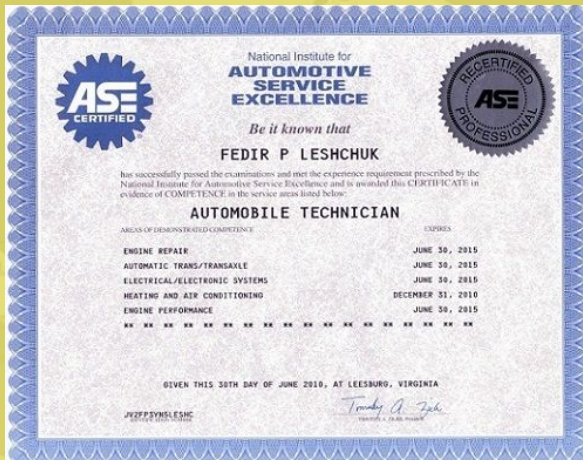 National Institute for
AUTOMOTIVE
SERVICE
EXCELLENCE
ASE
CERTIFIED
RECERTIFIED
ASE
PROFESSIONAL
Be it known that
FEDIR P LESHCHUK
has successfully passed the examinations and met the experience requirement prescribed by the
National Institute for Automotive Service Excellence and is awarded this CERTIFICATE in
evidence of COMPETENCE in the service areas listed below:
AUTOMOBILE TECHNICIAN
AREAS OF DEMONSTRATED COMPETENCE EXPIRES
ENGINE REPAIR JUNE 30, 2015
AUTOMATIC TRANS/TRANSAXLE JUNE 30, 2015
ELECTRICAL/ELECTRONIC SYSTEMS JUNE 30, 2015
HEATING AND AIR CONDITIONING DECEMBER 31, 2010
ENGINE PERFORMANCE JUNE 30, 2015
** ** ** ** ** ** ** ** ** ** ** ** ** ** ** ** ** ** **
GIVEN THIS 30TH DAY OF JUNE 2010, AT LEESBURG, VIRGINIA
JV2FP3YNSLESHC